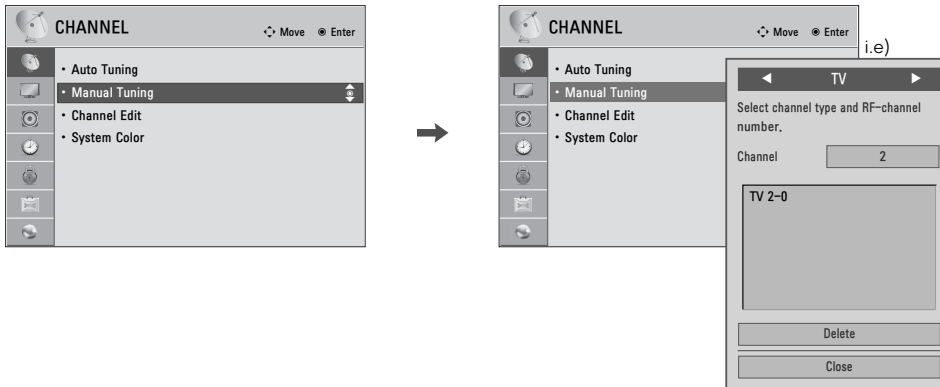 CHANNEL
Move Enter
• Auto Tuning
• Manual Tuning
• Channel Edit
• System Color
CHANNEL
Move Enter
• Auto Tuning
• Manual Tuning
• Channel Edit
• System Color
i.e)
◀ TV ▶
Select channel type and RF-channel
number.
Channel 2
TV 2-0
Delete
Close